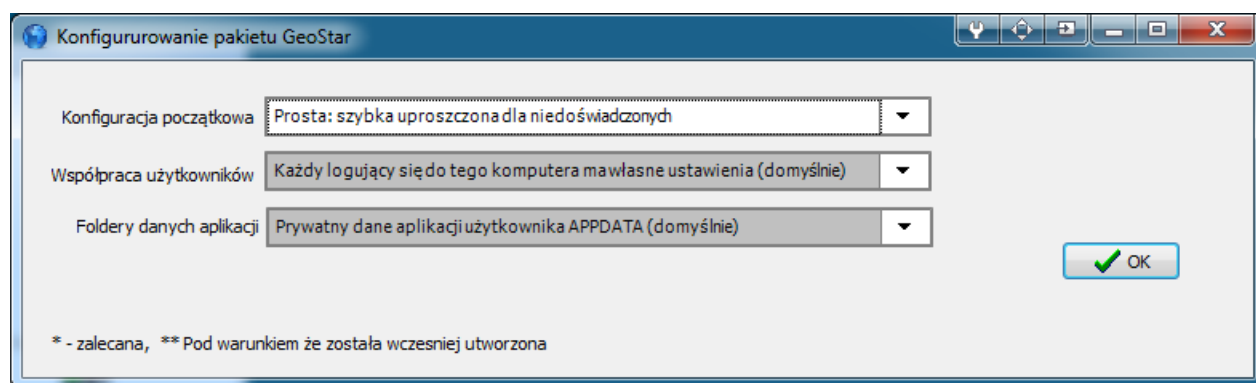 Konfigururowanie pakietu GeoStar
Konfiguracja początkowa Prosta: szybka uproszczona dla niedoświadczonych
Współpraca użytkowników Każdy logujący się do tego komputera ma własne ustawienia (domyślnie)
Foldery danych aplikacji Prywatny dane aplikacji użytkownika APPDATA (domyślnie)
OK
* - zalecana, ** Pod warunkiem że została wczesniej utworzona